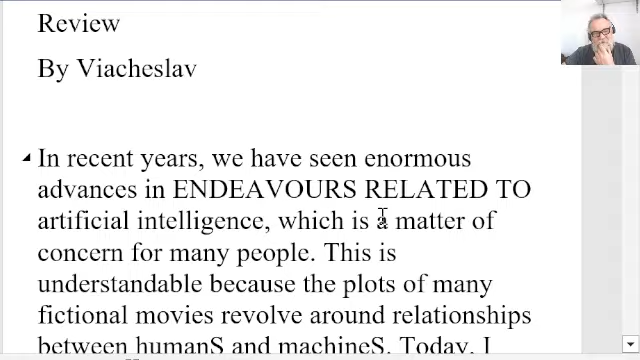 Review
By Viacheslav
In recent years, we have seen enormous
advances in ENDEAVOURS RELATED TO
artificial intelligence, which is a matter of
concern for many people. This is
understandable because the plots of many
fictional movies revolve around relationships
between humanS and machineS. Today, I